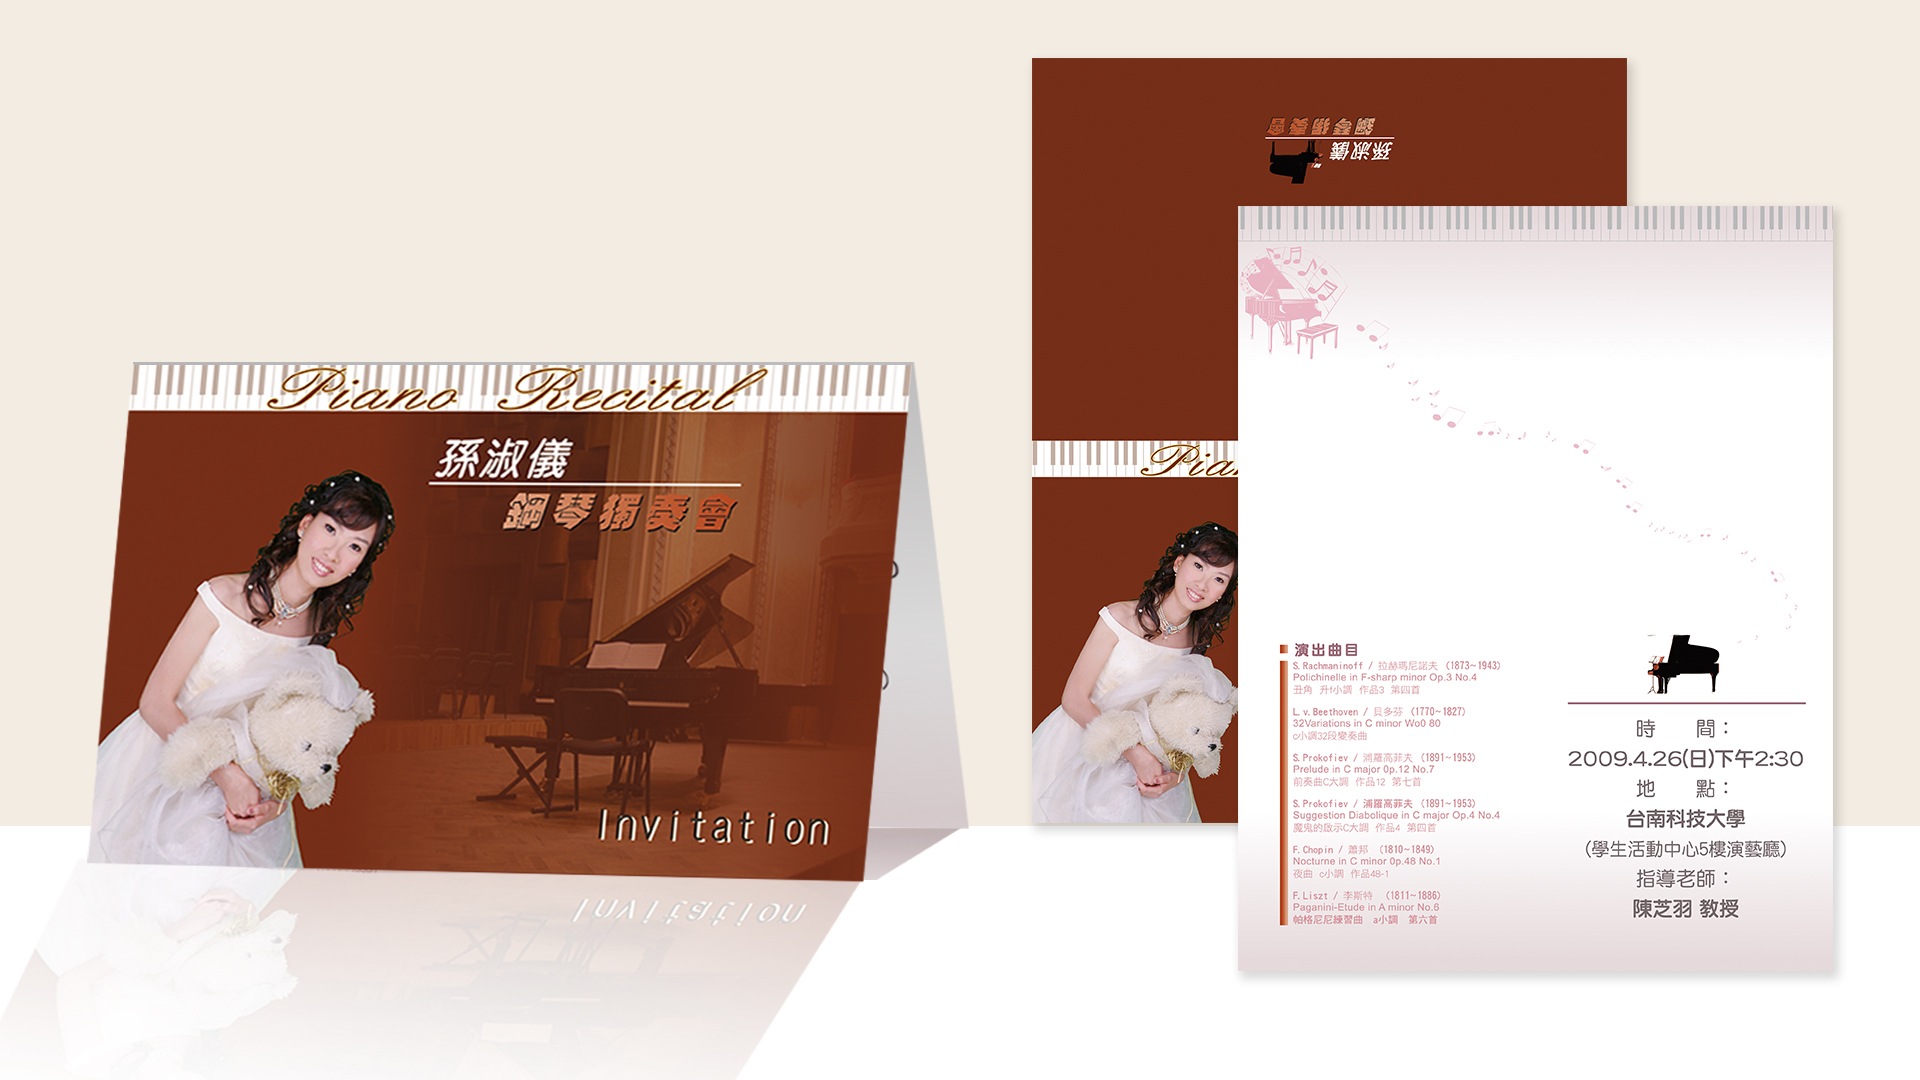 Piano Recital
孫淑儀
鋼琴獨奏會
Invitation
Invitation
鋼琴獨奏會
孫淑儀
Pia
演出曲目
S. Rachmaninoff / 拉赫瑪尼諾夫 (1873~1943)
Polichinelle in F-sharp minor Op.3 No.4
丑角 升f小調 作品3 第四首
L. v. Beethoven / 貝多芬 (1770~1827)
32Variations in C minor Wo0 80
c小調32段變奏曲
S. Prokofiev / 浦羅高菲夫 (1891~1953)
Prelude in C major 0p.12 No.7
前奏曲C大調 作品12 第七首
S. Prokofiev / 浦羅高菲夫 (1891~1953)
Suggestion Diabolique in C major Op.4 No.4
魔鬼的啟示C大調 作品4 第四首
F. Chopin / 蕭邦 (1810~1849)
Nocturne in C minor 0p.48 No.1
夜曲 c小調 作品48-1
F. Liszt / 李斯特 (1811~1886)
Paganini-Etude in A minor No.6
帕格尼尼練習曲 a小調 第六首
時 間：
2009.4.26(日)下午2:30
地 點：
台南科技大學
(學生活動中心5樓演藝廳)
指導老師：
陳芝羽 教授